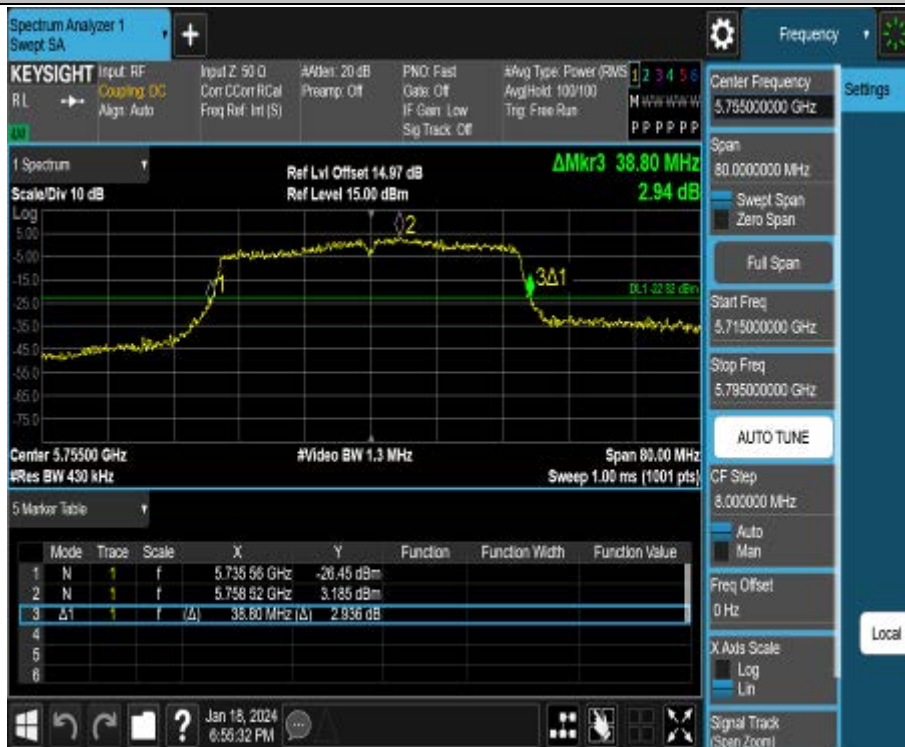 Spectrum Analyzer 1
Swept SA
+
Frequency
KEYSIGHT
RL
Input: RF
Coupling: DC
Align: Auto
Input Z: 50 Ω
Corr CCorr RCal
Freq Ref: Int (S)
#Atten: 20 dB
Preamp: Off
PNO: Fast
Gate: Off
IF Gain: Low
Sig Track: Off
#Avg Type: Power (RMS
Avg|Hold: 100/100
Trig: Free Run
1 2 3 4 5 6
M W W W W W
P P P P P P
1 Spectrum
Scale/Div 10 dB
Ref Lvl Offset 14.97 dB
Ref Level 15.00 dBm
ΔMkr3 38.80 MHz
2.94 dB
Log
5.00
-5.00
-15.0
-25.0
-35.0
-45.0
-55.0
-65.0
-75.0
1
2
3Δ1
Center 5.75500 GHz
#Res BW 430 kHz
#Video BW 1.3 MHz
Span 80.00 MHz
Sweep 1.00 ms (1001 pts)
5 Marker Table
Mode Trace Scale X Y Function Function Width Function Value
1 N 1 f 5.735 56 GHz -26.45 dBm
2 N 1 f 5.758 52 GHz 3.185 dBm
3 Δ1 1 f (Δ) 38.80 MHz (Δ) 2.936 dB
4
5
6
Jan 18, 2024
6:55:32 PM
Center Frequency
5.755000000 GHz
Span
80.0000000 MHz
Swept Span
Zero Span
Full Span
Start Freq
5.715000000 GHz
Stop Freq
5.795000000 GHz
AUTO TUNE
CF Step
8.000000 MHz
Auto
Man
Freq Offset
0 Hz
X Axis Scale
Log
Lin
Signal Track
(Span Zoom)
Settings
Local